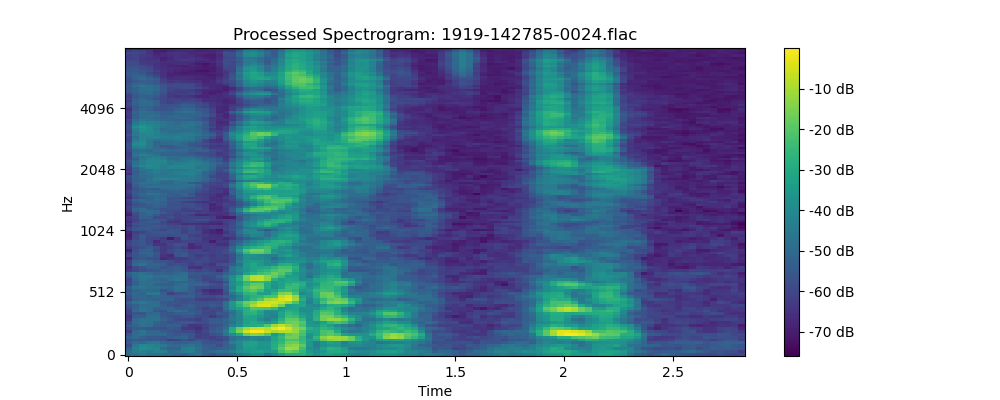 Processed Spectrogram: 1919-142785-0024.flac
Hz
4096
2048
1024
512
0
0 0.5 1 1.5 2 2.5
Time
-10 dB
-20 dB
-30 dB
-40 dB
-50 dB
-60 dB
-70 dB